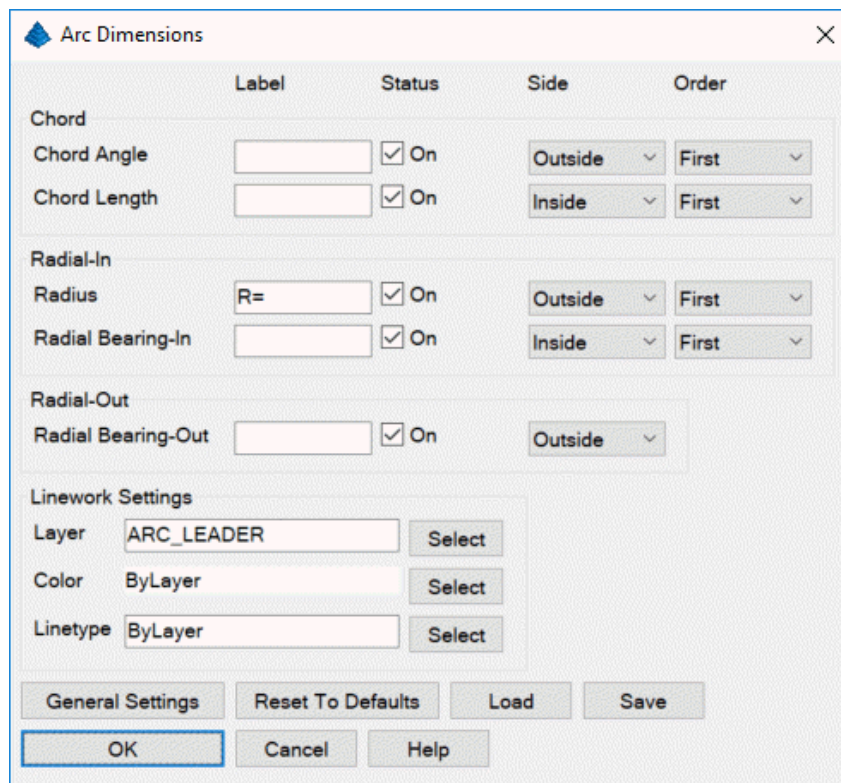 Arc Dimensions
Label Status Side Order
Chord
Chord Angle On Outside First
Chord Length On Inside First
Radial-In
Radius R= On Outside First
Radial Bearing-In On Inside First
Radial-Out
Radial Bearing-Out On Outside
Linework Settings
Layer ARC_LEADER Select
Color ByLayer Select
Linetype ByLayer Select
General Settings Reset To Defaults Load Save
OK Cancel Help